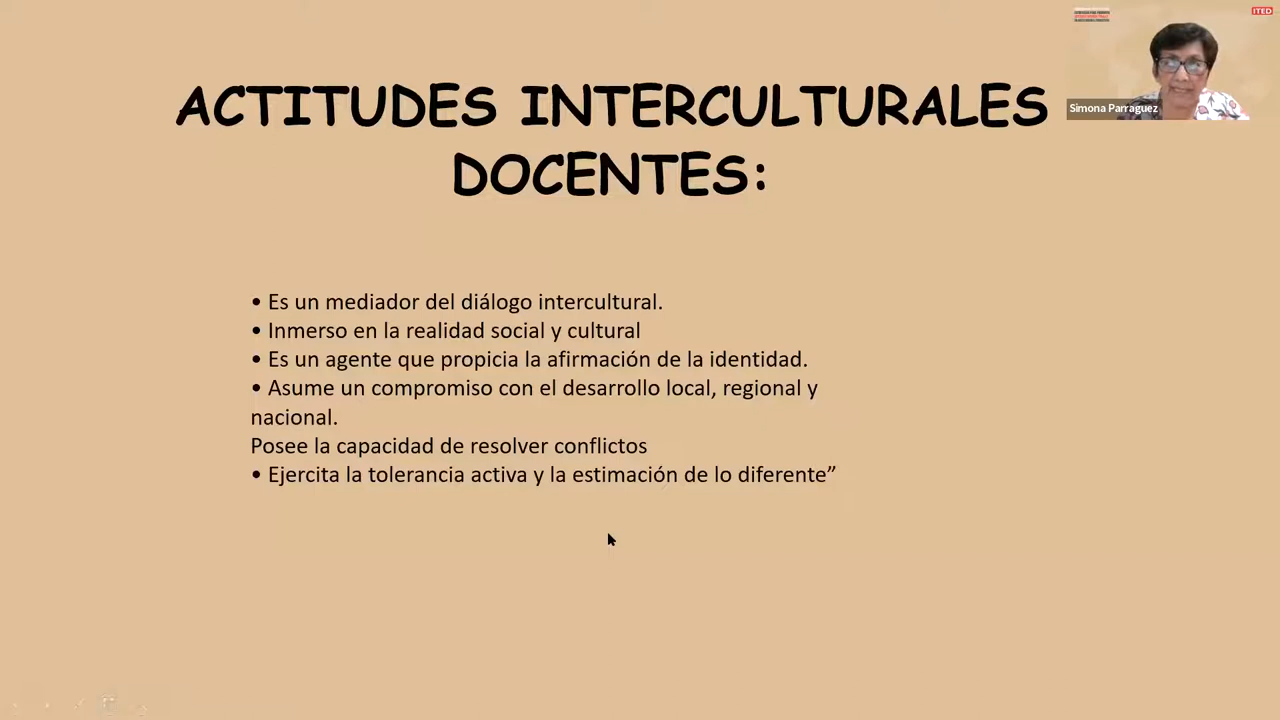 ITED
ACTITUDES INTERCULTURALES
DOCENTES:
Simona Parraguez
• Es un mediador del diálogo intercultural.
• Inmerso en la realidad social y cultural
• Es un agente que propicia la afirmación de la identidad.
• Asume un compromiso con el desarrollo local, regional y
nacional.
Posee la capacidad de resolver conflictos
• Ejercita la tolerancia activa y la estimación de lo diferente”